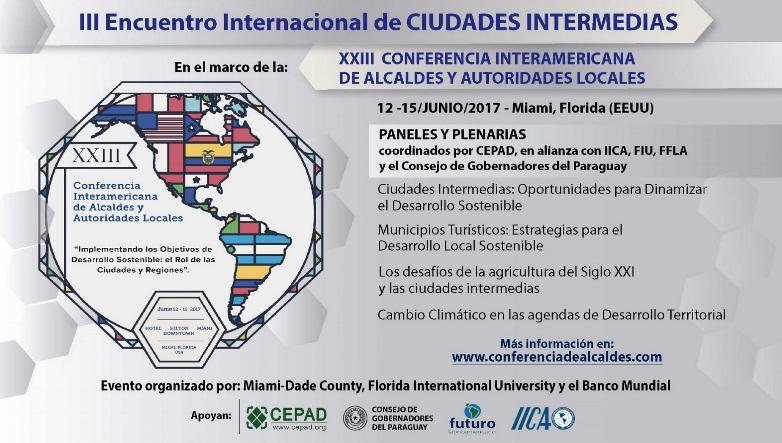 III Encuentro Internacional de CIUDADES INTERMEDIAS
En el marco de la:
XXIII CONFERENCIA INTERAMERICANA
DE ALCALDES Y AUTORIDADES LOCALES
12 -15/JUNIO/2017 - Miami, Florida (EEUU)
PANELES Y PLENARIAS
coordinados por CEPAD, en alianza con IICA, FIU, FFLA
y el Consejo de Gobernadores del Paraguay
Ciudades Intermedias: Oportunidades para Dinamizar
el Desarrollo Sostenible
Municipios Turísticos: Estrategias para el
Desarrollo Local Sostenible
Los desafíos de la agricultura del Siglo XXI
y las ciudades intermedias
Cambio Climático en las agendas de Desarrollo Territorial
Más información en:
www.conferenciadealcaldes.com
XXIII
Conferencia
Interamericana
de Alcaldes y
Autoridades Locales
"Implementando los Objetivos de
Desarrollo Sostenible: el Rol de las
Ciudades y Regiones".
Junio 12 - 15, 2017
HOTEL HILTON MIAMI
DOWNTOWN
MIAMI, FLORIDA
USA
Evento organizado por: Miami-Dade County, Florida International University y el Banco Mundial
Apoyan:
CEPAD
www.cepad.org
CONSEJO DE
GOBERNADORES
DEL PARAGUAY
futuro
latinoamericano
IICA